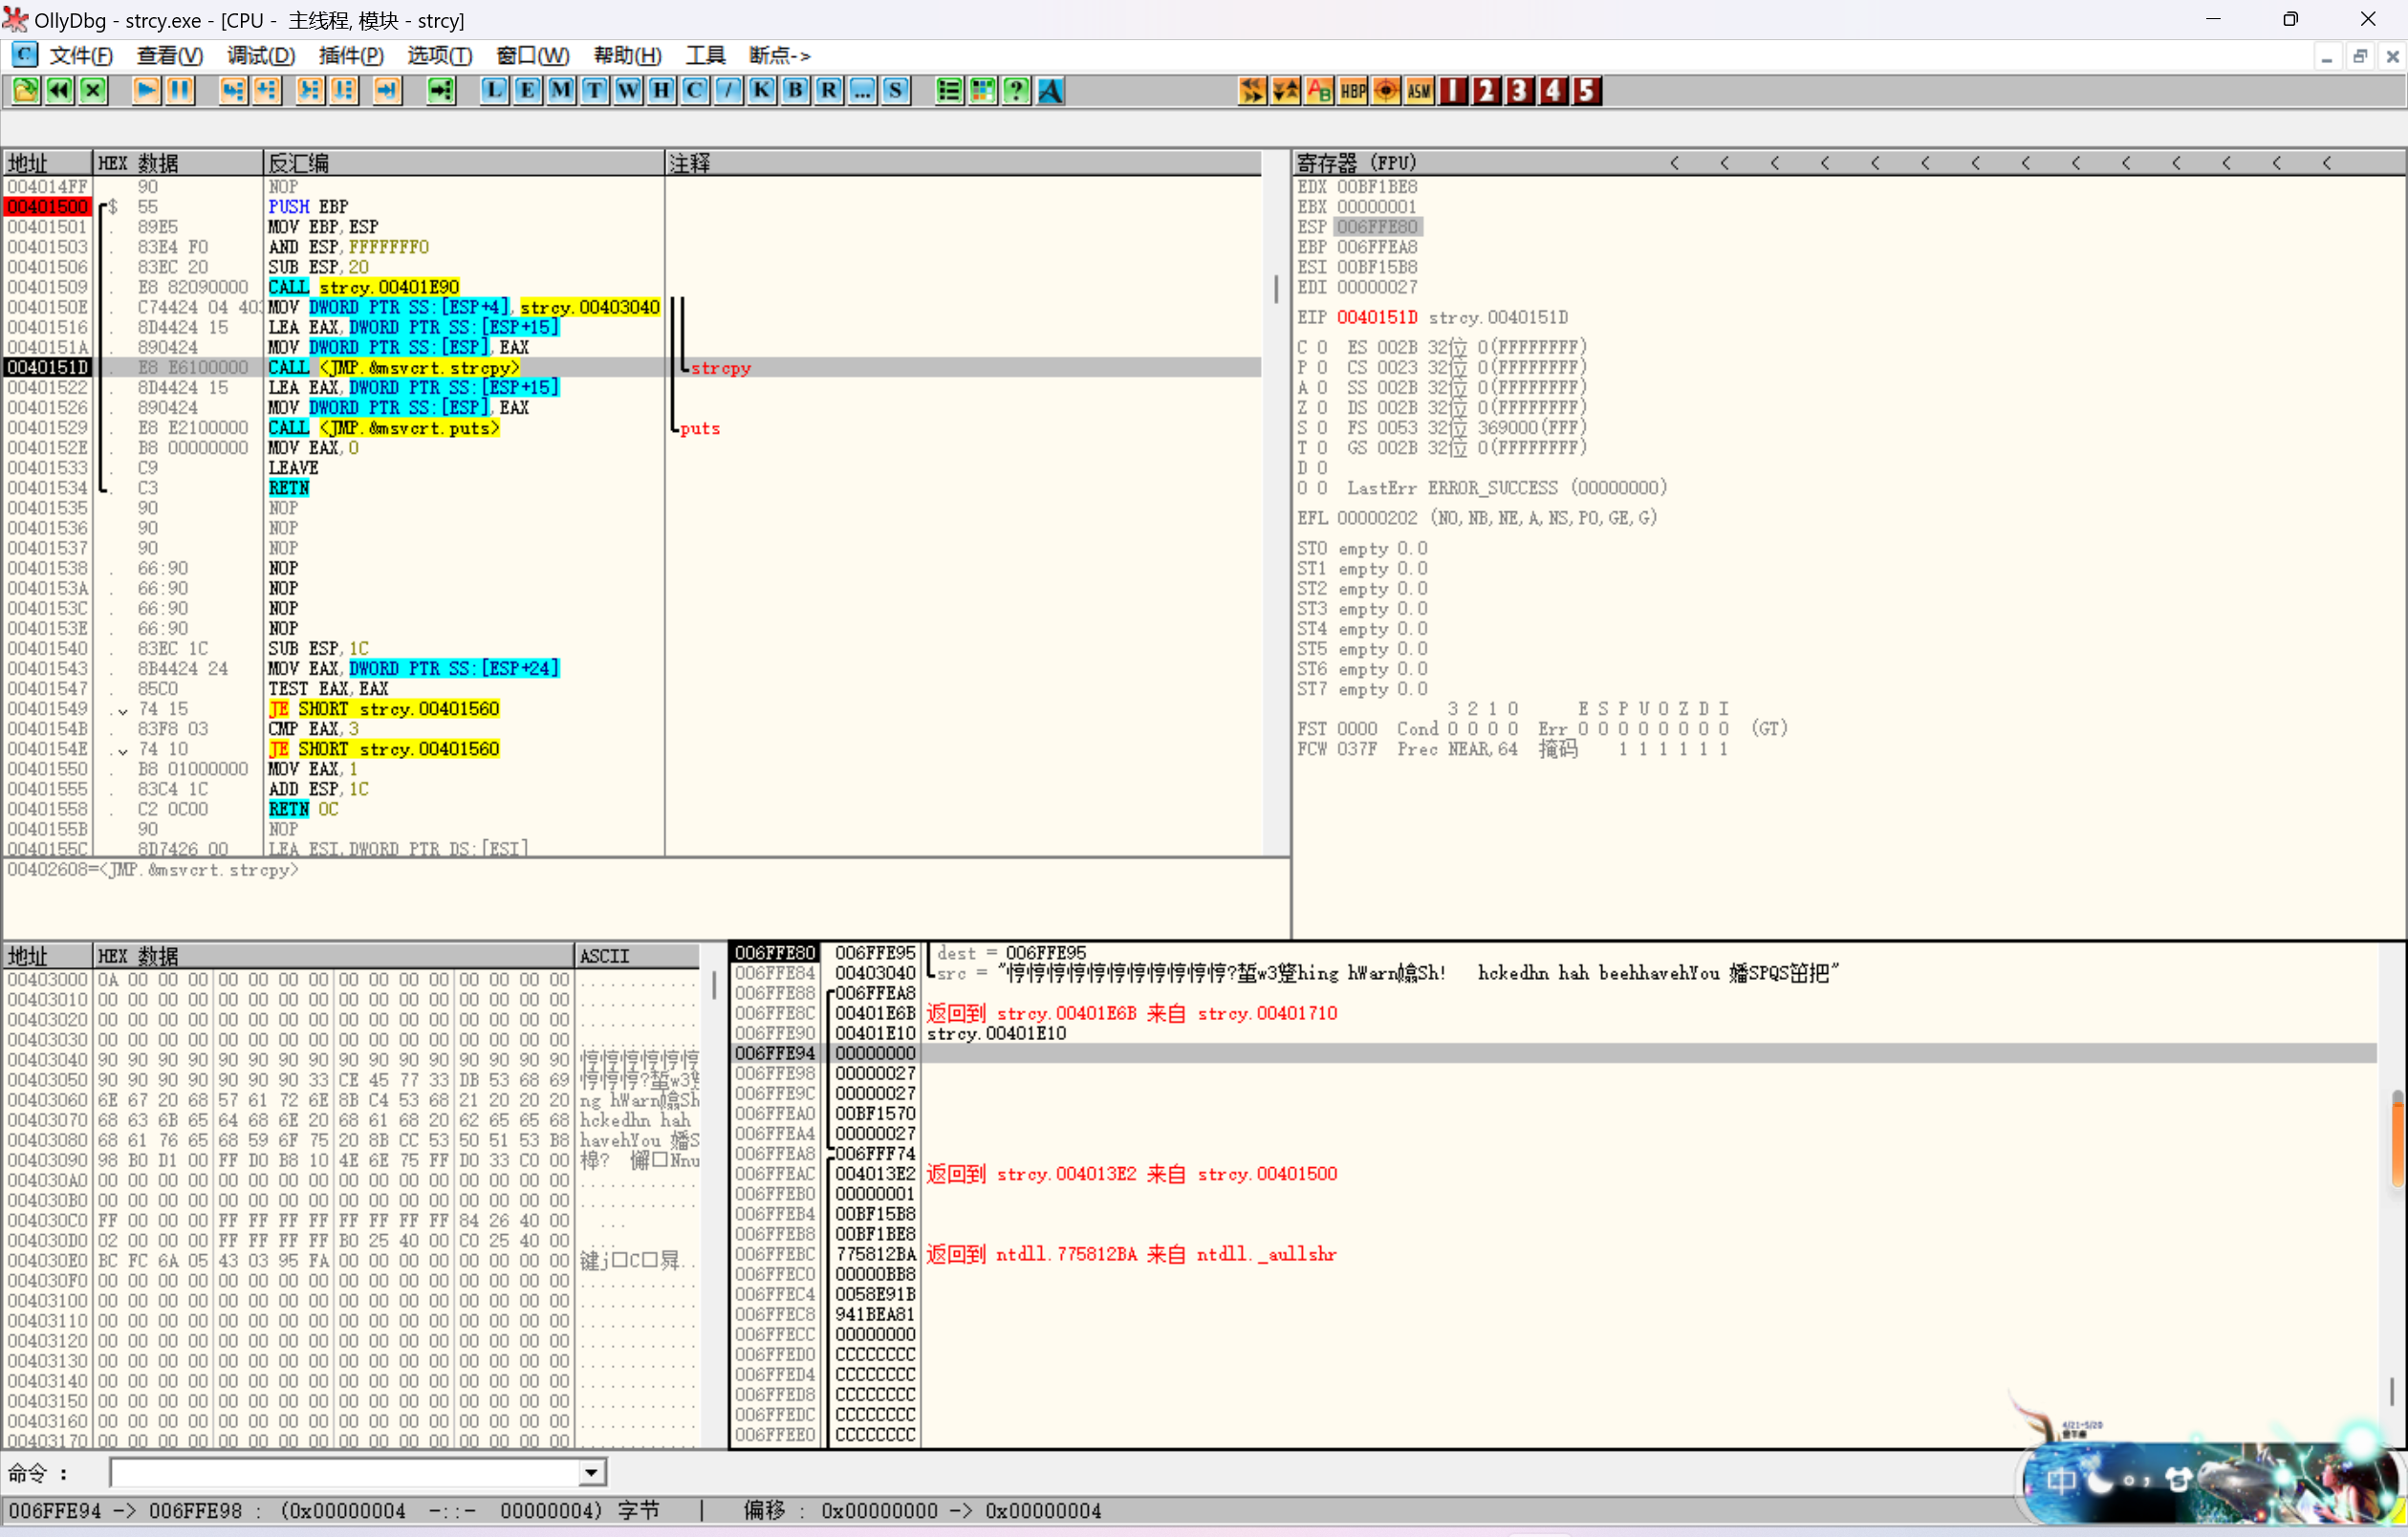 OllyDbg - strcy.exe - [CPU - 主线程, 模块 - strcy]
C 文件(F) 查看(V) 调试(D) 插件(P) 选项(T) 窗口(W) 帮助(H) 工具 断点->
L E M T W H C / K B R ... S ? A AB HBP ASM 1 2 3 4 5
地址 HEX 数据 反汇编 注释
004014FF 90 NOP
00401500 $ 55 PUSH EBP
00401501 . 89E5 MOV EBP,ESP
00401503 . 83E4 F0 AND ESP,FFFFFFF0
00401506 . 83EC 20 SUB ESP,20
00401509 . E8 82090000 CALL strcy.00401E90
0040150E . C74424 04 40 MOV DWORD PTR SS:[ESP+4],strcy.00403040
00401516 . 8D4424 15 LEA EAX,DWORD PTR SS:[ESP+15]
0040151A . 890424 MOV DWORD PTR SS:[ESP],EAX
0040151D . E8 E6100000 CALL <JMP.&msvcrt.strcpy> strcpy
00401522 . 8D4424 15 LEA EAX,DWORD PTR SS:[ESP+15]
00401526 . 890424 MOV DWORD PTR SS:[ESP],EAX
00401529 . E8 E2100000 CALL <JMP.&msvcrt.puts> puts
0040152E . B8 00000000 MOV EAX,0
00401533 . C9 LEAVE
00401534 . C3 RETN
00401535 90 NOP
00401536 90 NOP
00401537 90 NOP
00401538 . 66:90 NOP
0040153A . 66:90 NOP
0040153C . 66:90 NOP
0040153E . 66:90 NOP
00401540 . 83EC 1C SUB ESP,1C
00401543 . 8B4424 24 MOV EAX,DWORD PTR SS:[ESP+24]
00401547 . 85C0 TEST EAX,EAX
00401549 . 74 15 JE SHORT strcy.00401560
0040154B . 83F8 03 CMP EAX,3
0040154E . 74 10 JE SHORT strcy.00401560
00401550 . B8 01000000 MOV EAX,1
00401555 . 83C4 1C ADD ESP,1C
00401558 . C2 0C00 RETN 0C
0040155B 90 NOP
0040155C 8D7426 00 LEA ESI,DWORD PTR DS:[ESI]
00402608=<JMP.&msvcrt.strcpy>
寄存器 (FPU) < < < < < < < < < < < < < <
EDX 00BF1BE8
EBX 00000001
ESP 006FFE80
EBP 006FFEA8
ESI 00BF15B8
EDI 00000027
EIP 0040151D strcy.0040151D
C 0 ES 002B 32位 0(FFFFFFFF)
P 0 CS 0023 32位 0(FFFFFFFF)
A 0 SS 002B 32位 0(FFFFFFFF)
Z 0 DS 002B 32位 0(FFFFFFFF)
S 0 FS 0053 32位 369000(FFF)
T 0 GS 002B 32位 0(FFFFFFFF)
D 0
O 0 LastErr ERROR_SUCCESS (00000000)
EFL 00000202 (NO,NB,NE,A,NS,PO,GE,G)
ST0 empty 0.0
ST1 empty 0.0
ST2 empty 0.0
ST3 empty 0.0
ST4 empty 0.0
ST5 empty 0.0
ST6 empty 0.0
ST7 empty 0.0
3 2 1 0 E S P U O Z D I
FST 0000 Cond 0 0 0 0 Err 0 0 0 0 0 0 0 0 (GT)
FCW 037F Prec NEAR,64 掩码 1 1 1 1 1 1
地址 HEX 数据 ASCII
00403000 0A 00 00 00 00 00 00 00 00 00 00 00 00 00 00 00 ................
00403010 00 00 00 00 00 00 00 00 00 00 00 00 00 00 00 00 ................
00403020 00 00 00 00 00 00 00 00 00 00 00 00 00 00 00 00 ................
00403030 00 00 00 00 00 00 00 00 00 00 00 00 00 00 00 00 ................
00403040 90 90 90 90 90 90 90 90 90 90 90 90 90 90 90 90 悙悙悙悙悙悙
00403050 90 90 90 90 90 90 90 33 CE 45 77 33 DB 53 68 69 悙悙悙?蜤w3
00403060 6E 67 20 68 57 61 72 6E 8B C4 53 68 21 20 20 20 ng hWarn嬆Sh
00403070 68 63 6B 65 64 68 6E 20 68 61 68 20 62 65 65 68 hckedhn hah
00403080 68 61 76 65 68 59 6F 75 20 8B CC 53 50 51 53 B8 havehYou 嬏S
00403090 98 B0 D1 00 FF D0 B8 10 4E 6E 75 FF D0 33 C0 00
004030A0 00 00 00 00 00 00 00 00 00 00 00 00 00 00 00 00 ................
004030B0 00 00 00 00 00 00 00 00 00 00 00 00 00 00 00 00 ................
004030C0 FF 00 00 00 FF FF FF FF FF FF FF FF 84 26 40 00 ...
004030D0 02 00 00 00 FF FF FF FF B0 25 40 00 C0 25 40 00 ...
004030E0 BC FC 6A 05 43 03 95 FA 00 00 00 00 00 00 00 00 键j□C□曻..
004030F0 00 00 00 00 00 00 00 00 00 00 00 00 00 00 00 00 ................
00403100 00 00 00 00 00 00 00 00 00 00 00 00 00 00 00 00 ................
00403110 00 00 00 00 00 00 00 00 00 00 00 00 00 00 00 00 ................
00403120 00 00 00 00 00 00 00 00 00 00 00 00 00 00 00 00 ................
00403130 00 00 00 00 00 00 00 00 00 00 00 00 00 00 00 00 ................
00403140 00 00 00 00 00 00 00 00 00 00 00 00 00 00 00 00 ................
00403150 00 00 00 00 00 00 00 00 00 00 00 00 00 00 00 00 ................
00403160 00 00 00 00 00 00 00 00 00 00 00 00 00 00 00 00 ................
00403170 00 00 00 00 00 00 00 00 00 00 00 00 00 00 00 00 ................
006FFE80 006FFE95 dest = 006FFE95
006FFE84 00403040 src = "悙悙悙悙悙悙悙悙悙悙悙?蜤w3跾hing hWarn嬆Sh! hckedhn hah beehhavehYou 嬏SPQS笜把"
006FFE88 006FFEA8
006FFE8C 00401E6B 返回到 strcy.00401E6B 来自 strcy.00401710
006FFE90 00401E10 strcy.00401E10
006FFE94 00000000
006FFE98 00000027
006FFE9C 00000027
006FFEA0 00BF1570
006FFEA4 00000027
006FFEA8 006FFF74
006FFEAC 004013E2 返回到 strcy.004013E2 来自 strcy.00401500
006FFEB0 00000001
006FFEB4 00BF15B8
006FFEB8 00BF1BE8
006FFEBC 775812BA 返回到 ntdll.775812BA 来自 ntdll._aullshr
006FFEC0 00000BB8
006FFEC4 0058E91B
006FFEC8 941BEA81
006FFECC 00000000
006FFED0 CCCCCCCC
006FFED4 CCCCCCCC
006FFED8 CCCCCCCC
006FFEDC CCCCCCCC
006FFEE0 CCCCCCCC
命令 :
4/21-5/20
中
006FFE94 -> 006FFE98 : (0x00000004 -::- 00000004) 字节 | 偏移 : 0x00000000 -> 0x00000004